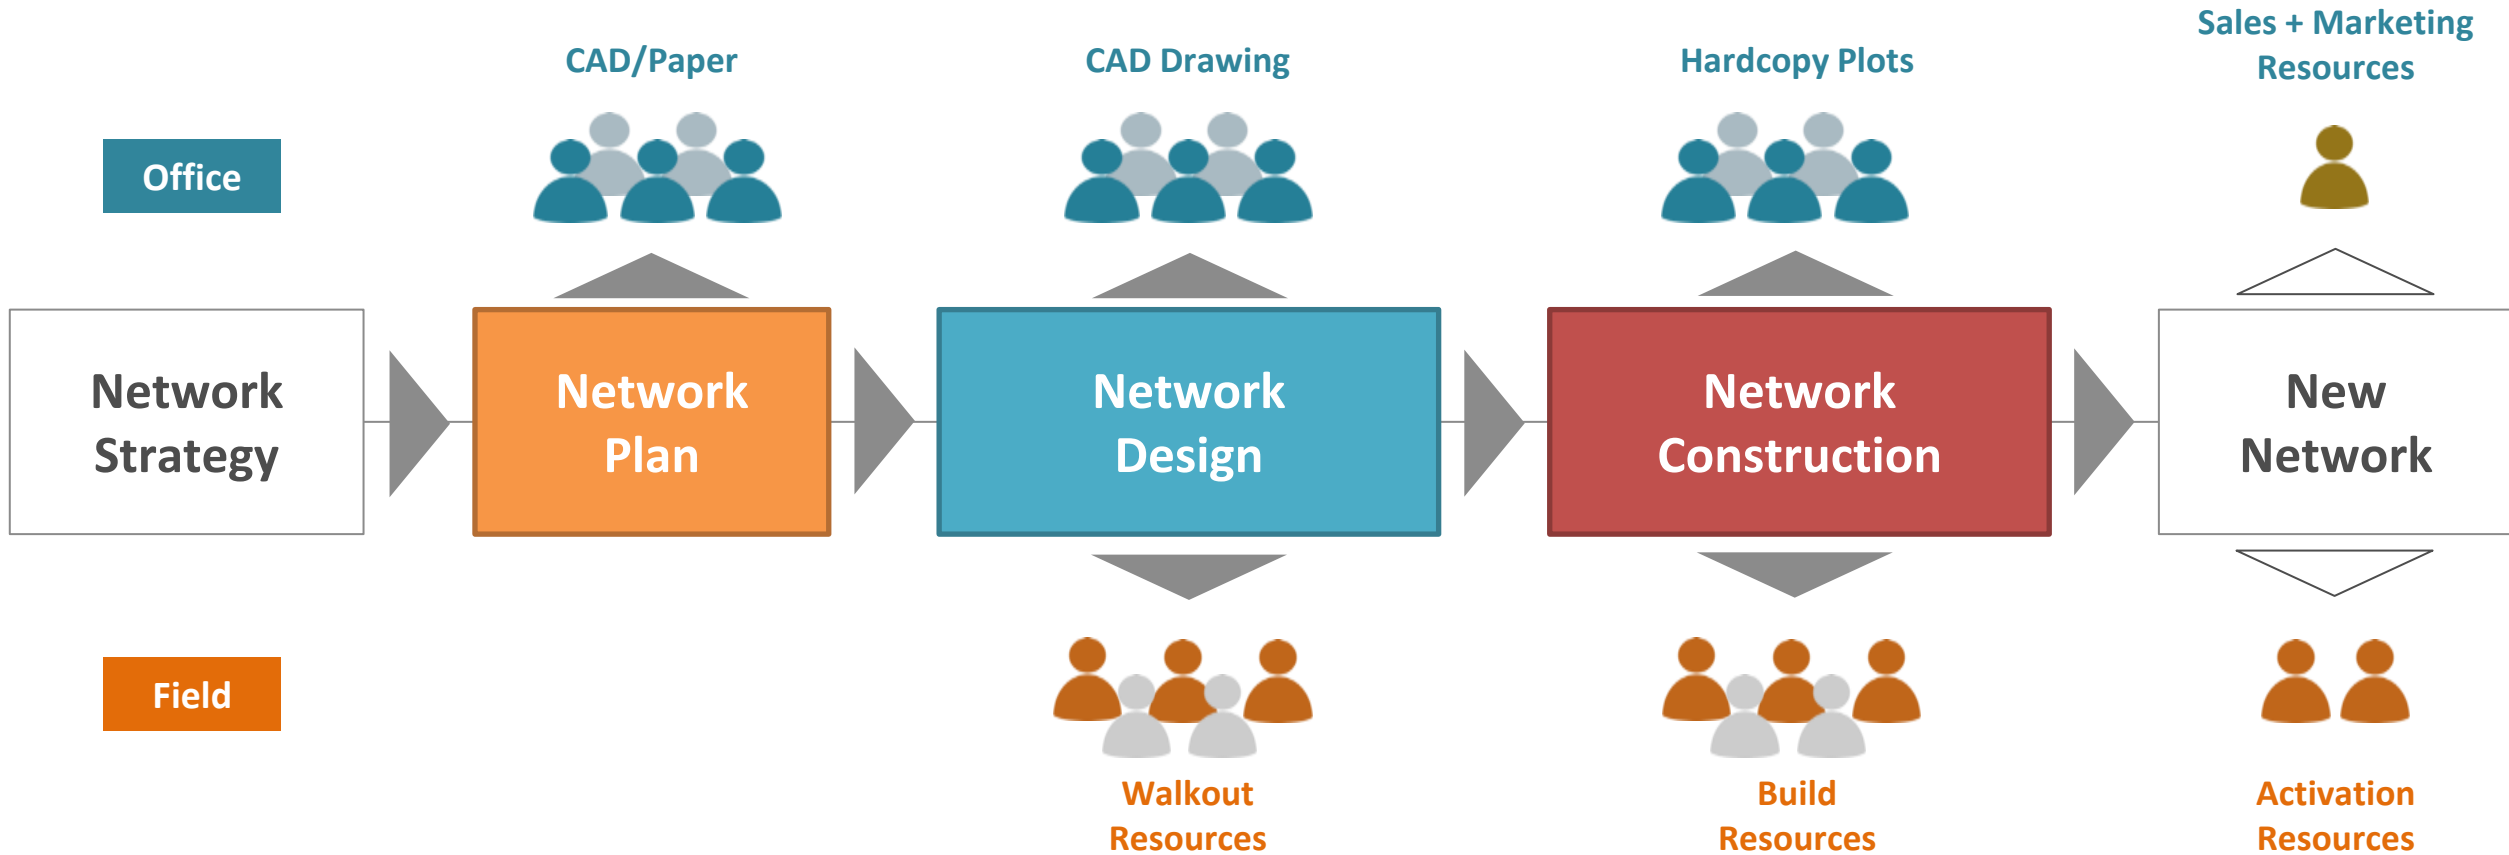 Sales + Marketing
Resources
CAD/Paper
CAD Drawing
Hardcopy Plots
Office
Network
Strategy
Network
Plan
Network
Design
Network
Construction
New
Network
Field
Walkout
Resources
Build
Resources
Activation
Resources